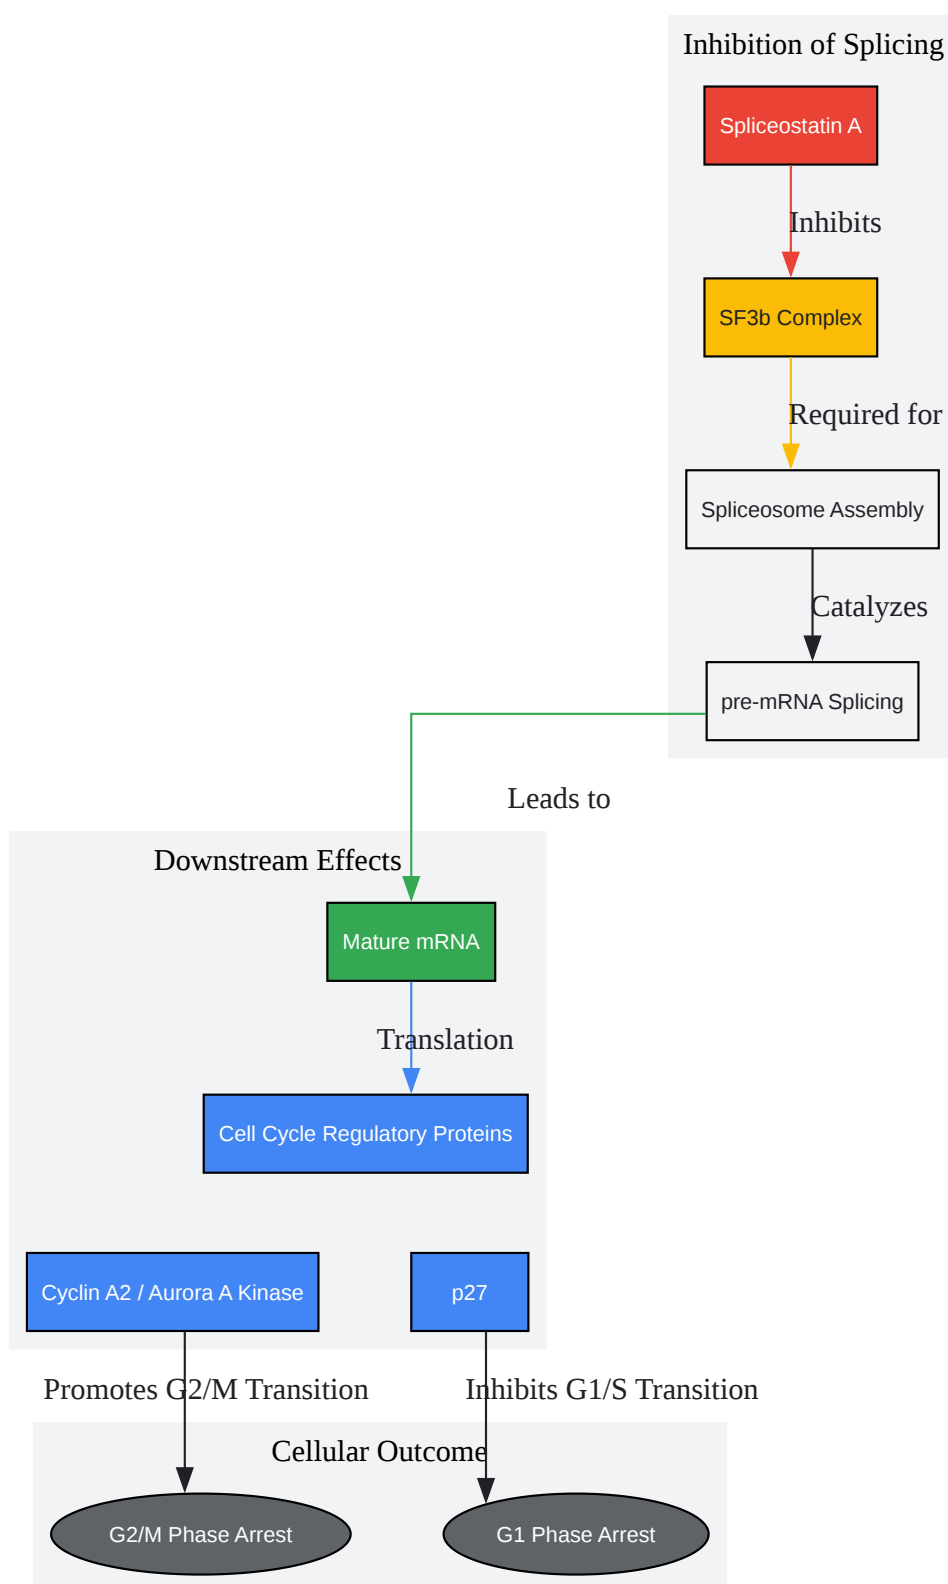 Inhibition of Splicing
Spliceostatin A
Inhibits
SF3b Complex
Required for
Spliceosome Assembly
Catalyzes
pre-mRNA Splicing
Leads to
Downstream Effects
Mature mRNA
Translation
Cell Cycle Regulatory Proteins
Cyclin A2 / Aurora A Kinase
p27
Promotes G2/M Transition
Inhibits G1/S Transition
Cellular Outcome
G2/M Phase Arrest
G1 Phase Arrest